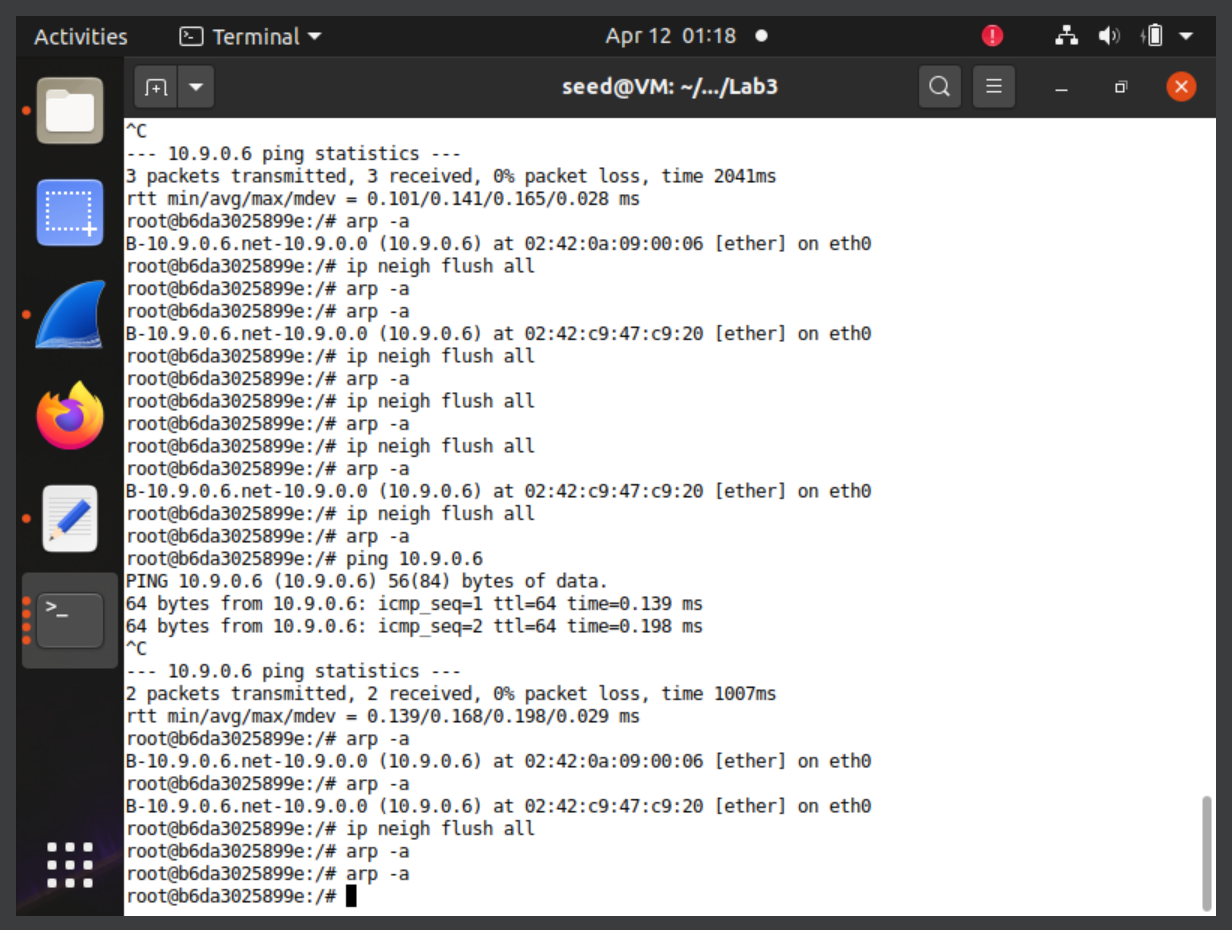 Activities
Terminal
Apr 12 01:18
seed@VM: ~/.../Lab3
^C
--- 10.9.0.6 ping statistics ---
3 packets transmitted, 3 received, 0% packet loss, time 2041ms
rtt min/avg/max/mdev = 0.101/0.141/0.165/0.028 ms
root@b6da3025899e:/# arp -a
B-10.9.0.6.net-10.9.0.0 (10.9.0.6) at 02:42:0a:09:00:06 [ether] on eth0
root@b6da3025899e:/# ip neigh flush all
root@b6da3025899e:/# arp -a
root@b6da3025899e:/# arp -a
B-10.9.0.6.net-10.9.0.0 (10.9.0.6) at 02:42:c9:47:c9:20 [ether] on eth0
root@b6da3025899e:/# ip neigh flush all
root@b6da3025899e:/# arp -a
root@b6da3025899e:/# ip neigh flush all
root@b6da3025899e:/# arp -a
root@b6da3025899e:/# ip neigh flush all
root@b6da3025899e:/# arp -a
B-10.9.0.6.net-10.9.0.0 (10.9.0.6) at 02:42:c9:47:c9:20 [ether] on eth0
root@b6da3025899e:/# ip neigh flush all
root@b6da3025899e:/# arp -a
root@b6da3025899e:/# ping 10.9.0.6
PING 10.9.0.6 (10.9.0.6) 56(84) bytes of data.
64 bytes from 10.9.0.6: icmp_seq=1 ttl=64 time=0.139 ms
64 bytes from 10.9.0.6: icmp_seq=2 ttl=64 time=0.198 ms
^C
--- 10.9.0.6 ping statistics ---
2 packets transmitted, 2 received, 0% packet loss, time 1007ms
rtt min/avg/max/mdev = 0.139/0.168/0.198/0.029 ms
root@b6da3025899e:/# arp -a
B-10.9.0.6.net-10.9.0.0 (10.9.0.6) at 02:42:0a:09:00:06 [ether] on eth0
root@b6da3025899e:/# arp -a
B-10.9.0.6.net-10.9.0.0 (10.9.0.6) at 02:42:c9:47:c9:20 [ether] on eth0
root@b6da3025899e:/# ip neigh flush all
root@b6da3025899e:/# arp -a
root@b6da3025899e:/# arp -a
root@b6da3025899e:/#